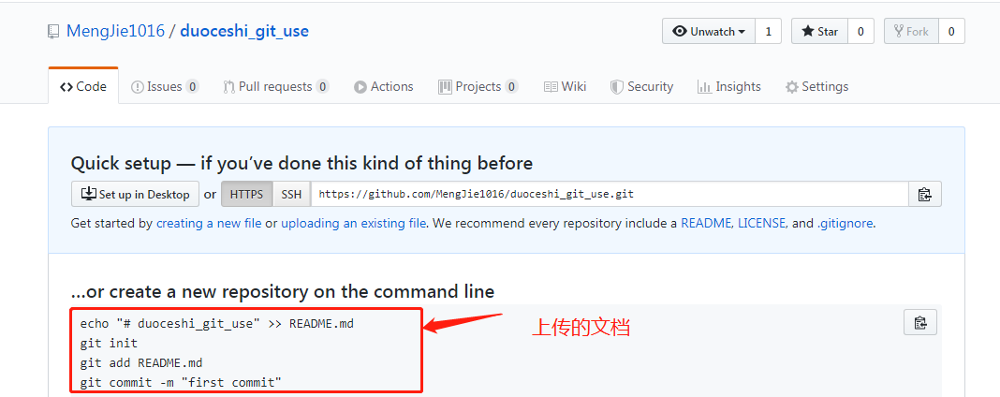 MengJie1016 / duoceshi_git_use
Unwatch 1 Star 0 Fork 0
Code Issues 0 Pull requests 0 Actions Projects 0 Wiki Security Insights Settings
Quick setup — if you’ve done this kind of thing before
Set up in Desktop or HTTPS SSH https://github.com/MengJie1016/duoceshi_git_use.git
Get started by creating a new file or uploading an existing file. We recommend every repository include a README, LICENSE, and .gitignore.
…or create a new repository on the command line
echo "# duoceshi_git_use" >> README.md
git init
git add README.md
git commit -m "first commit"
上传的文档